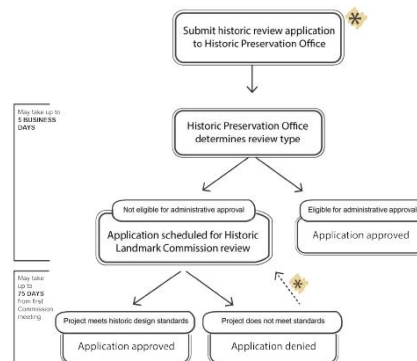 Submit historic review application
to Historic Preservation Office
May take up to
5 BUSINESS
DAYS
Historic Preservation Office
determines review type
Not eligible for administrative approval
Eligible for administrative approval
Application scheduled for Historic
Landmark Commission review
Application approved
May take
up to
75 DAYS
from first
Commission
meeting
Project meets historic design standards
Project does not meet standards
Application approved
Application denied